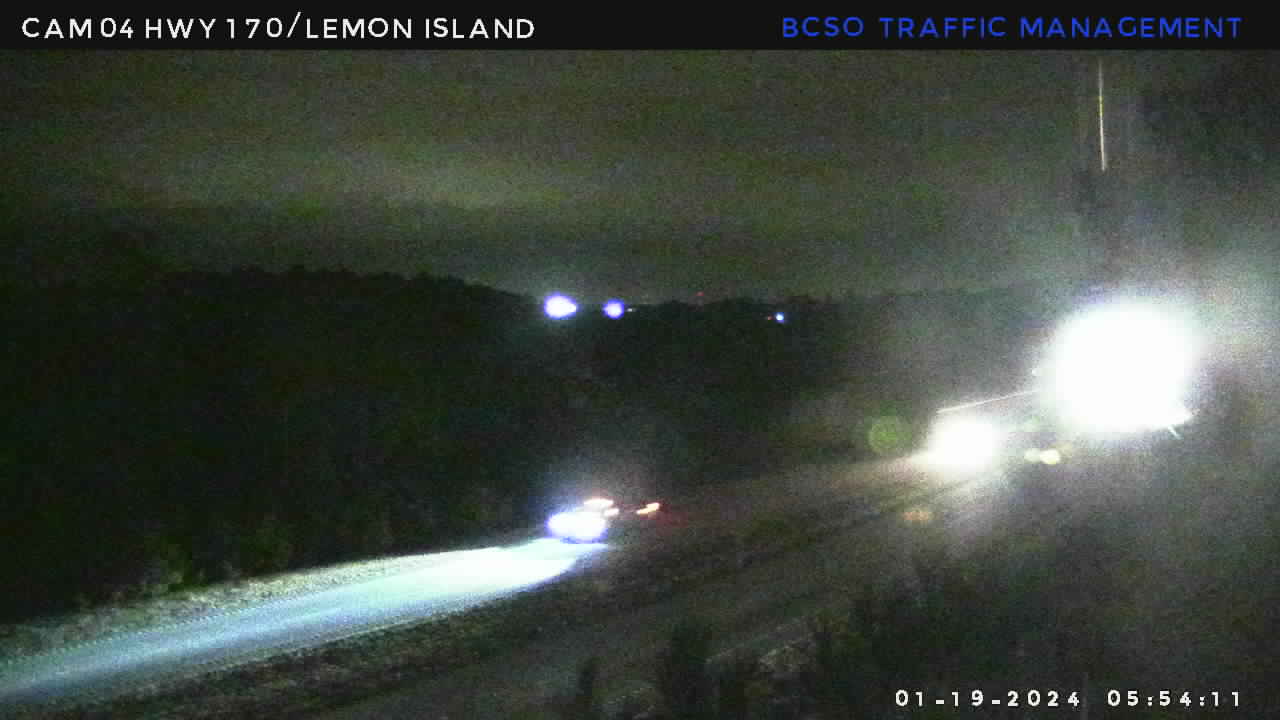 CAM04 HWY 170/LEMON ISLAND
BCSO TRAFFIC MANAGEMENT
01-19-2024 05:54:11